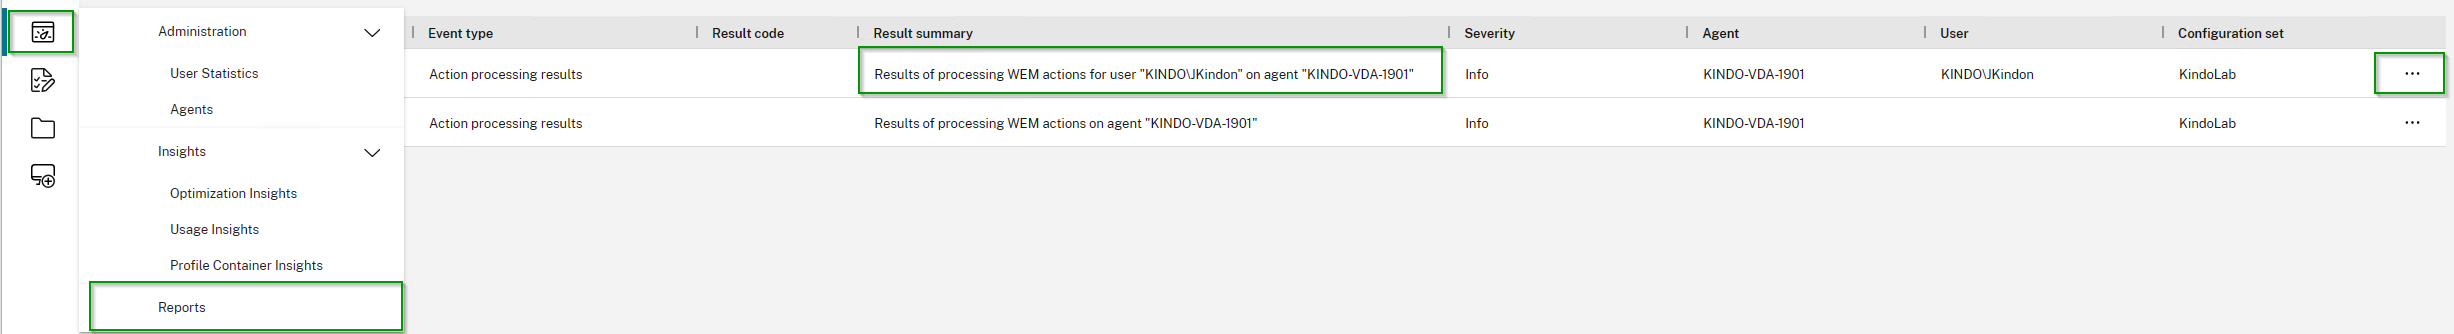 Administration
User Statistics
Agents
Insights
Optimization Insights
Usage Insights
Profile Container Insights
Reports
Event type Result code Result summary Severity Agent User Configuration set
Action processing results Results of processing WEM actions for user "KINDO\JKindon" on agent "KINDO-VDA-1901" Info KINDO-VDA-1901 KINDO\JKindon KindoLab ...
Action processing results Results of processing WEM actions on agent "KINDO-VDA-1901" Info KINDO-VDA-1901 KindoLab ...